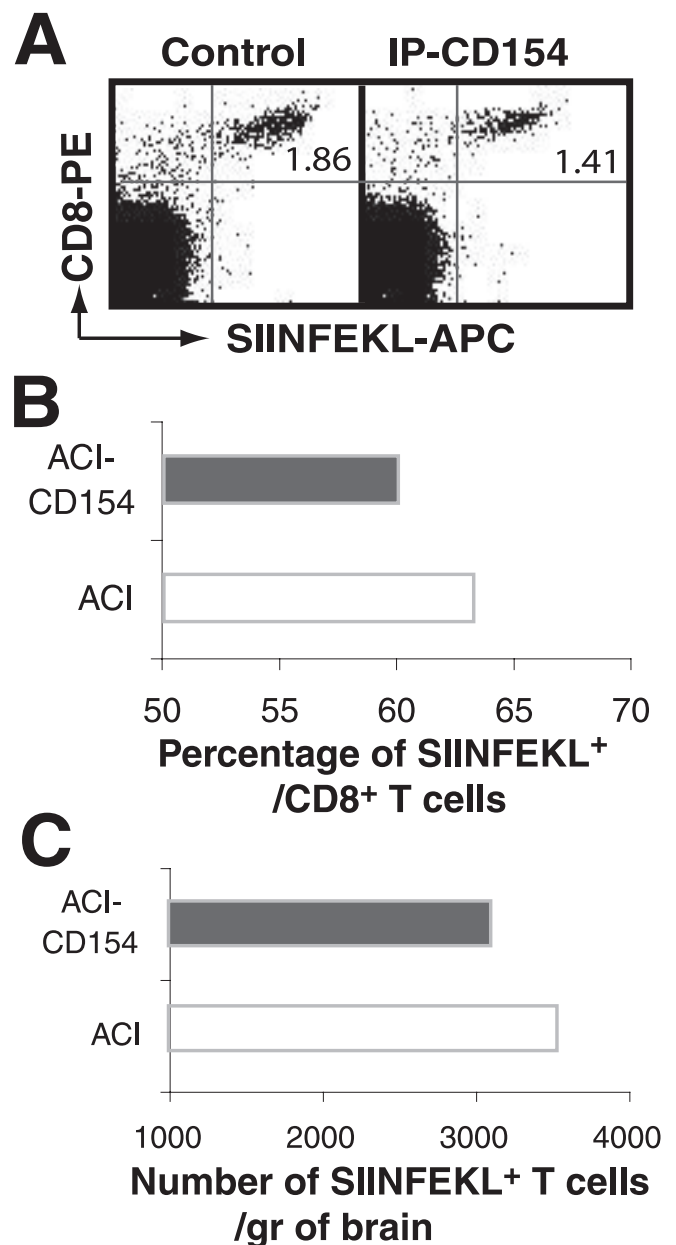 A
Control IP-CD154
CD8-PE
1.86
1.41
SIINFEKL-APC
B
ACI-
CD154
ACI
50 55 60 65 70
Percentage of SIINFEKL⁺
/CD8⁺ T cells
C
ACI-
CD154
ACI
1000 2000 3000 4000
Number of SIINFEKL⁺ T cells
/gr of brain